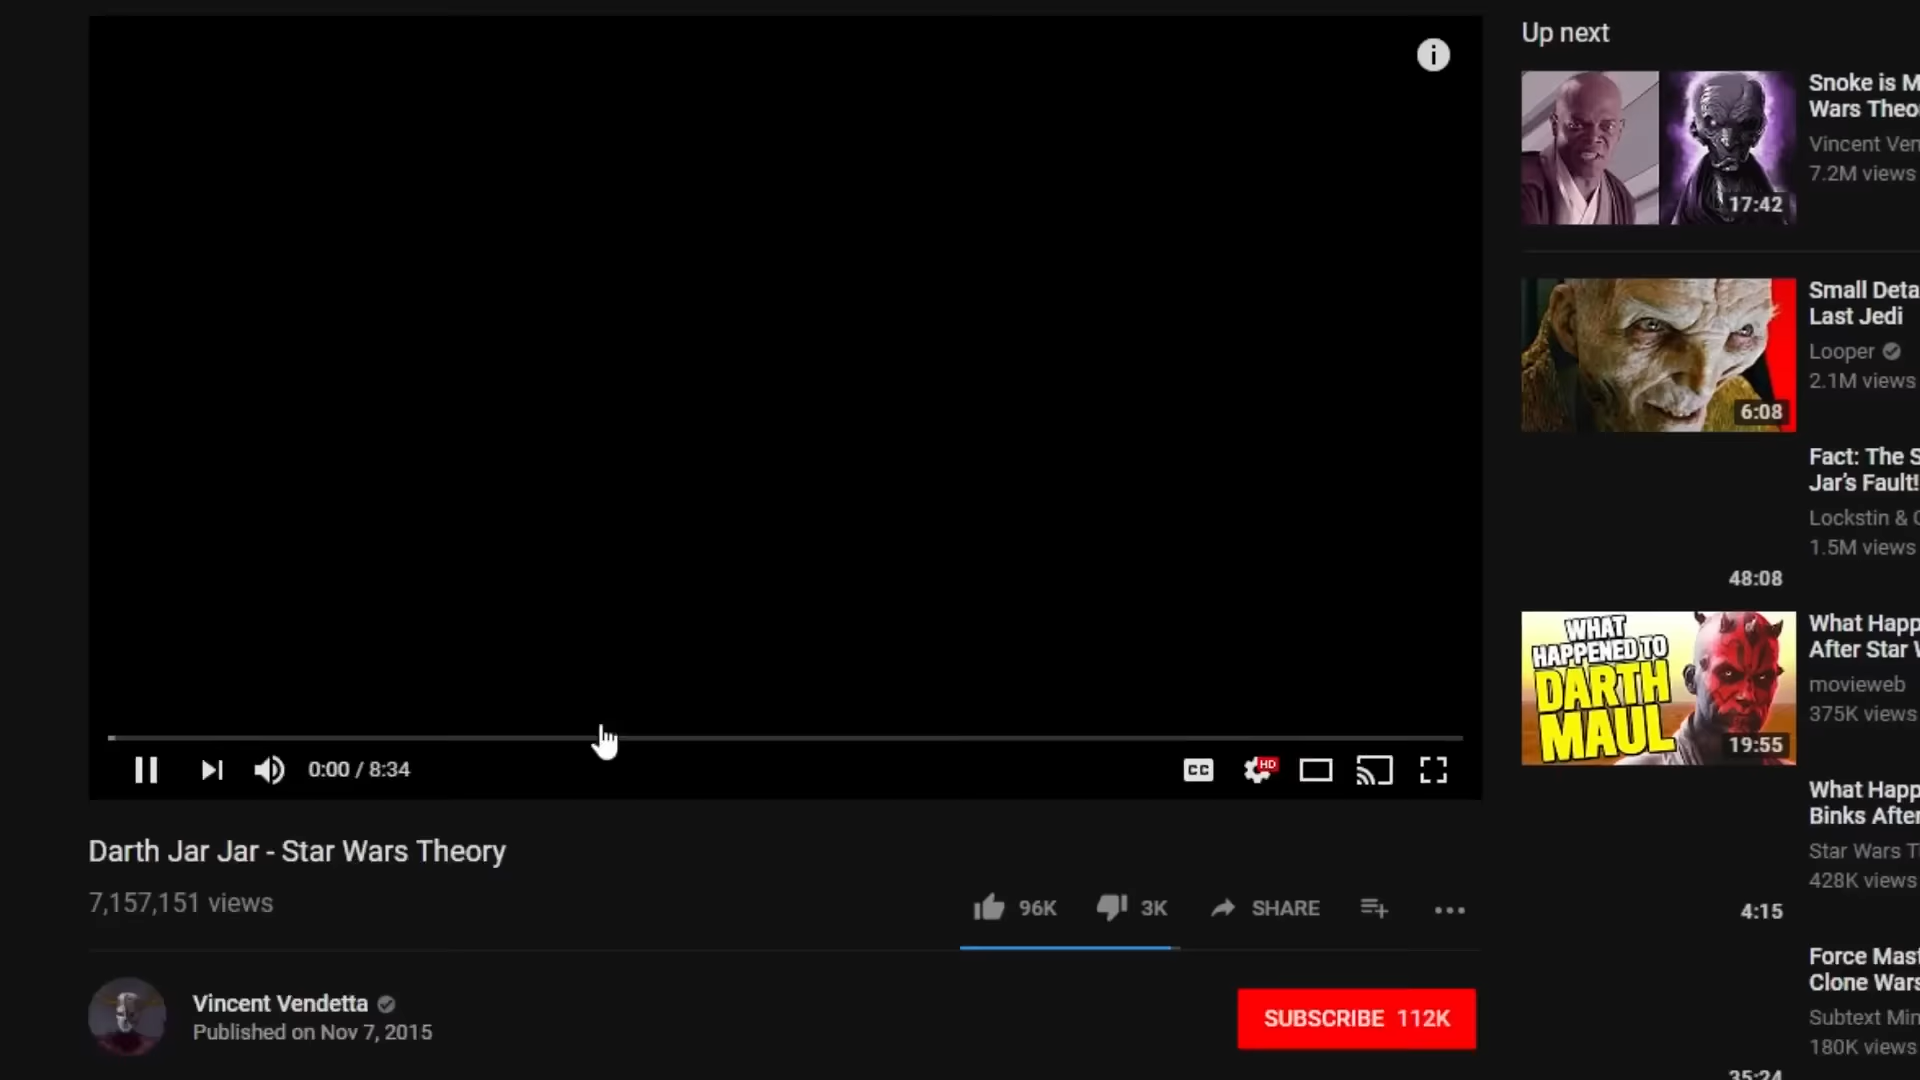 Up next
Snoke is M
Wars Theo
Vincent Ven
7.2M views
17:42
Small Deta
Last Jedi
Looper
2.1M views
6:08
Fact: The S
Jar's Fault!
Lockstin & G
1.5M views
48:08
WHAT
HAPPENED TO
DARTH
MAUL
19:55
What Happ
After Star W
movieweb
375K views
What Happ
Binks After
Star Wars T
428K views
4:15
Force Mast
Clone Wars
Subtext Min
180K views
35:24
0:00 / 8:34
CC
HD
Darth Jar Jar - Star Wars Theory
7,157,151 views
96K
3K
SHARE
Vincent Vendetta
Published on Nov 7, 2015
SUBSCRIBE 112K